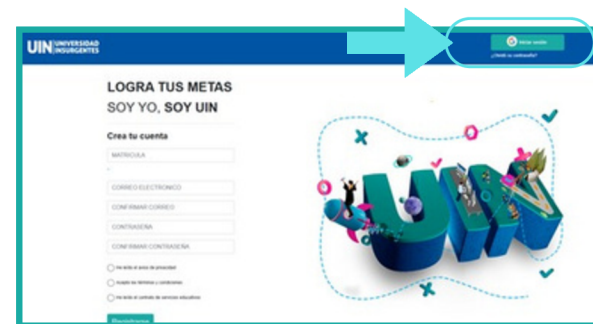 UIN UNIVERSIDAD
INSURGENTES
Iniciar sesión
¿Olvidó su contraseña?
LOGRA TUS METAS
SOY YO, SOY UIN
Crea tu cuenta
MATRICULA
CORREO ELECTRONICO
CONFIRMAR CORREO
CONTRASEÑA
CONFIRMAR CONTRASEÑA
He leído el aviso de privacidad
Acepto los términos y condiciones
He leído el contrato de servicios educativos
Registrarse
UIN